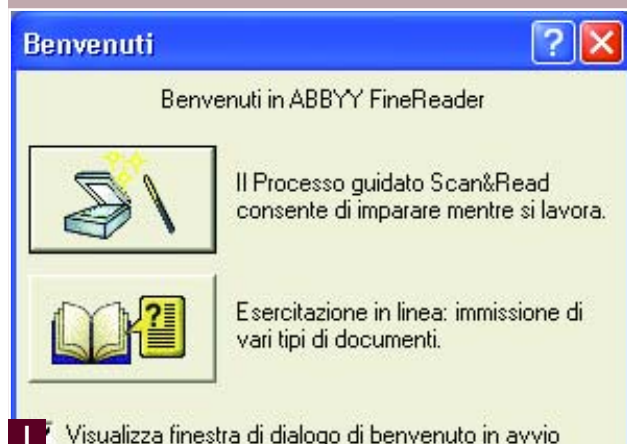 Benvenuti
Benvenuti in ABBYY FineReader
Il Processo guidato Scan&Read
consente di imparare mentre si lavora.
Esercitazione in linea: immissione di
vari tipi di documenti.
Visualizza finestra di dialogo di benvenuto in avvio